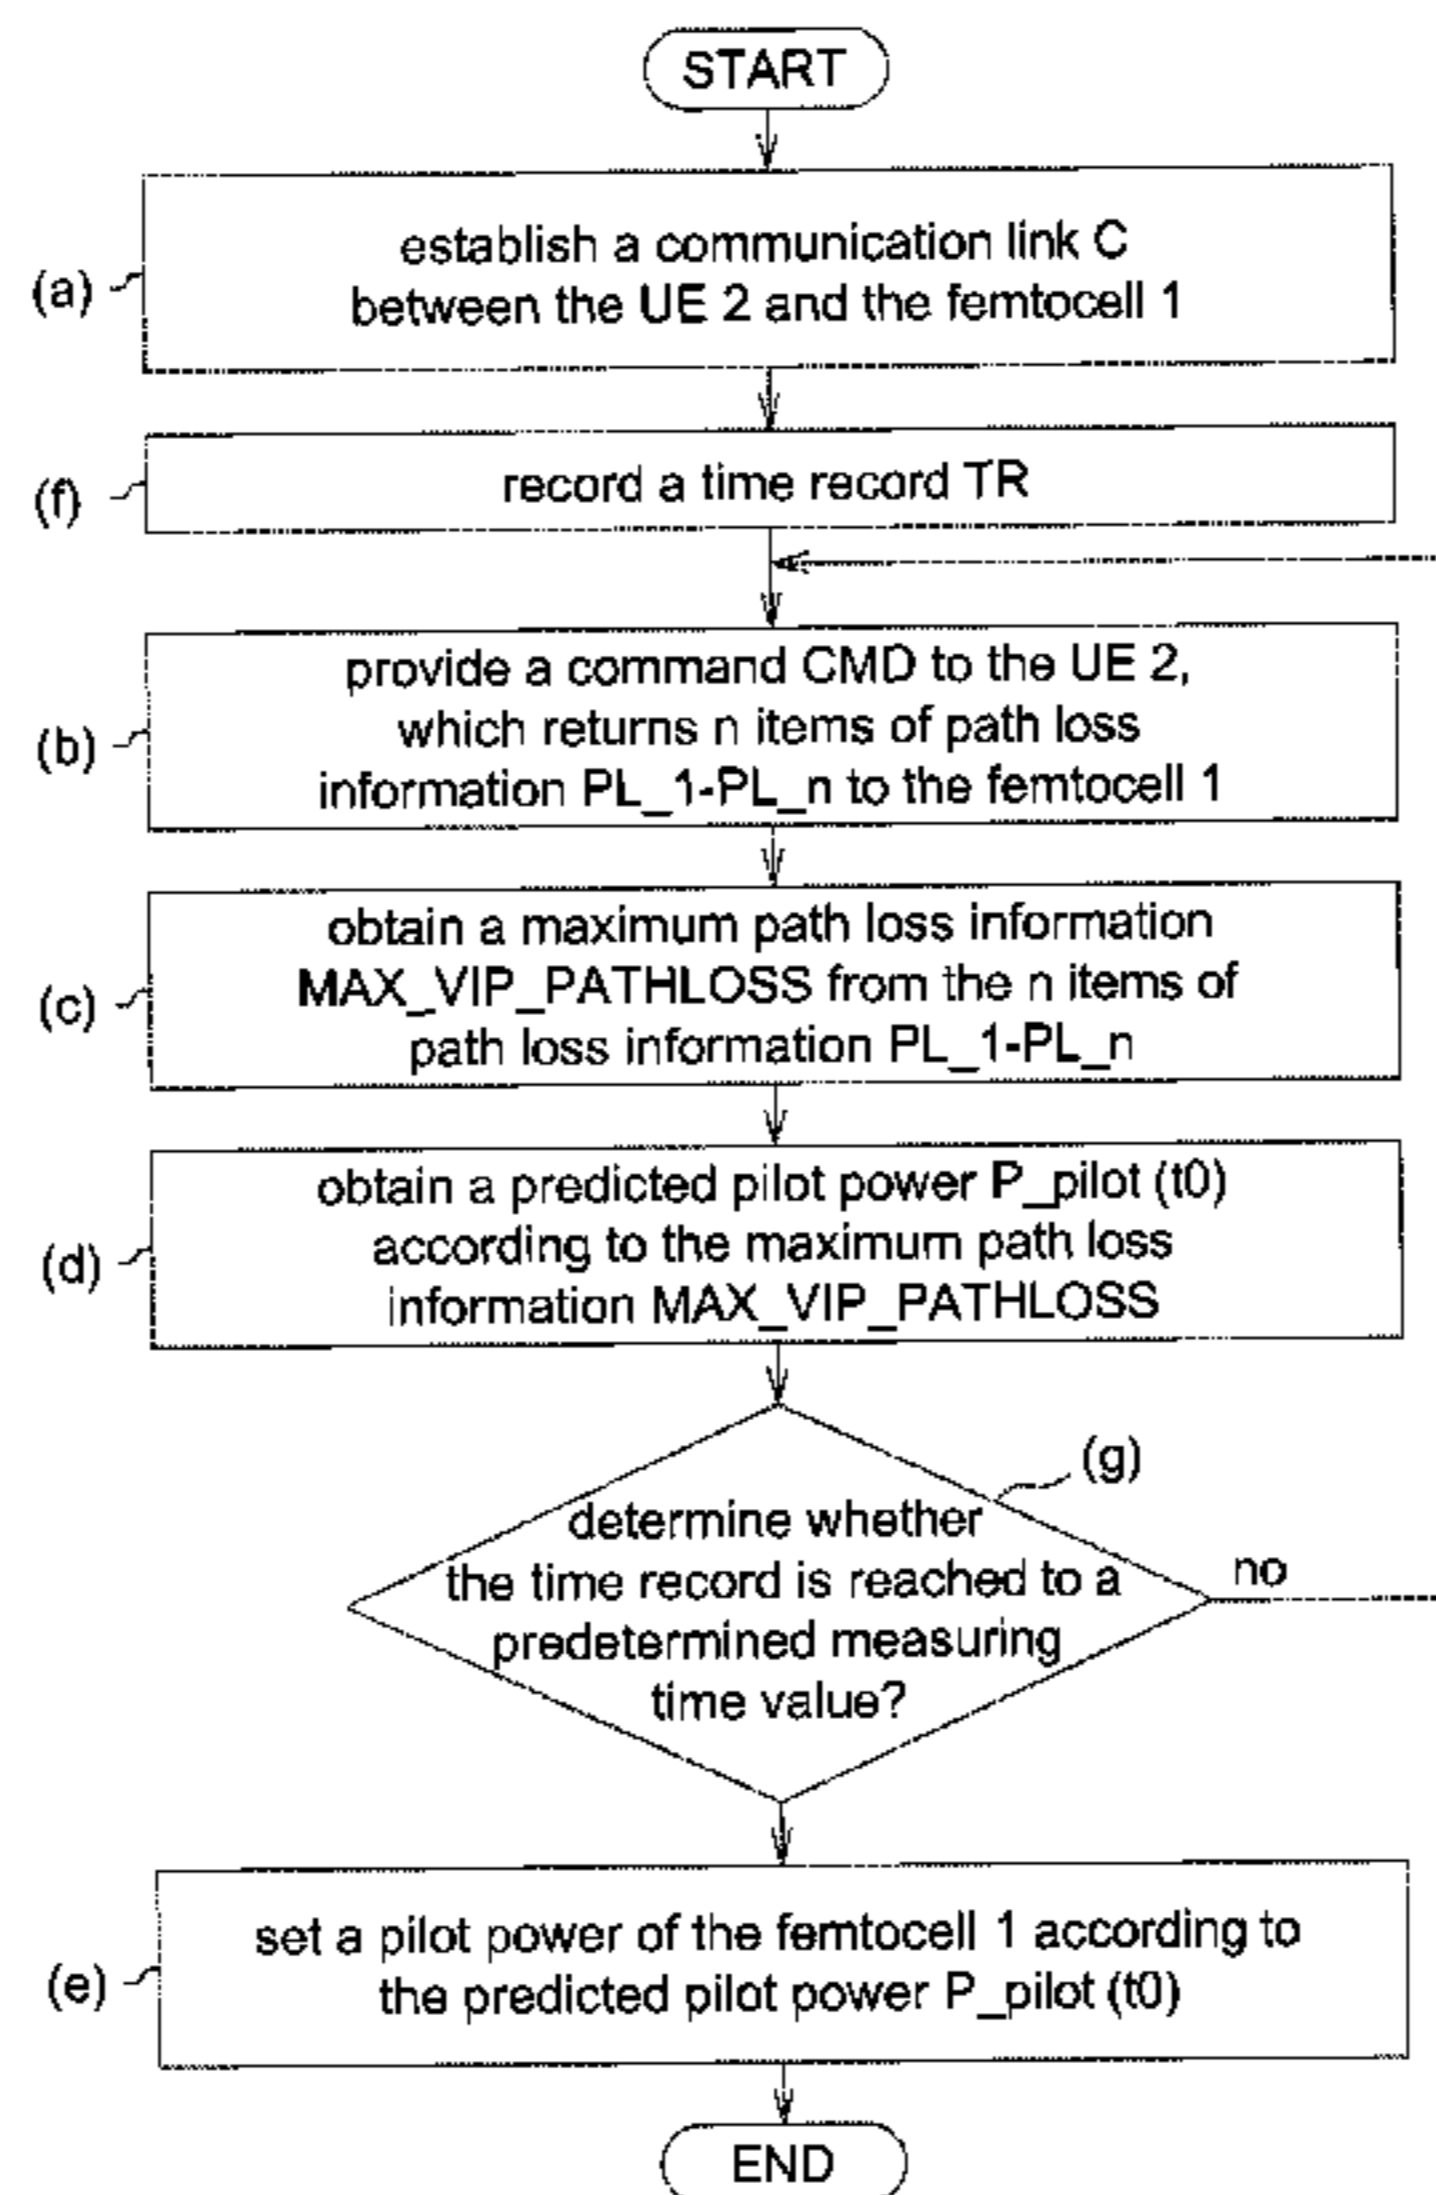 START
(a)
establish a communication link C
between the UE 2 and the femtocell 1
(f)
record a time record TR
(b)
provide a command CMD to the UE 2,
which returns n items of path loss
information PL_1-PL_n to the femtocell 1
(c)
obtain a maximum path loss information
MAX_VIP_PATHLOSS from the n items of
path loss information PL_1-PL_n
(d)
obtain a predicted pilot power P_pilot (t0)
according to the maximum path loss
information MAX_VIP_PATHLOSS
(g)
determine whether
the time record is reached to a
predetermined measuring
time value?
no
(e)
set a pilot power of the femtocell 1 according to
the predicted pilot power P_pilot (t0)
END